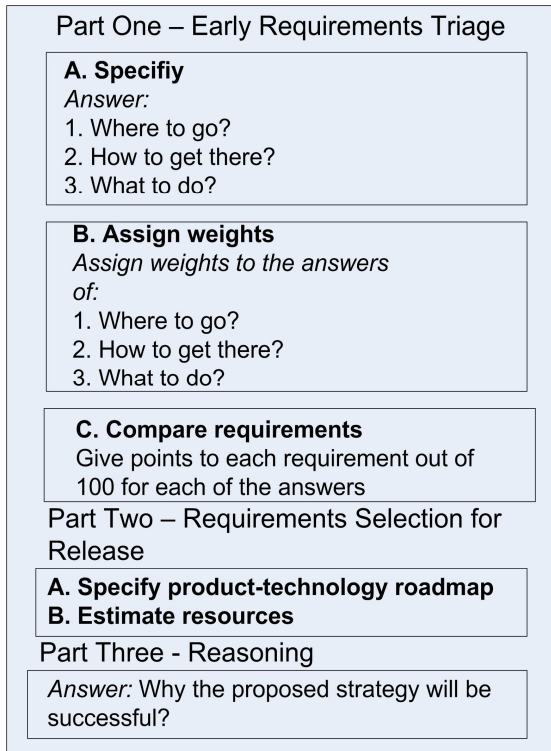 Part One – Early Requirements Triage
A. Specifiy
Answer:
1. Where to go?
2. How to get there?
3. What to do?
B. Assign weights
Assign weights to the answers
of:
1. Where to go?
2. How to get there?
3. What to do?
C. Compare requirements
Give points to each requirement out of
100 for each of the answers
Part Two – Requirements Selection for
Release
A. Specify product-technology roadmap
B. Estimate resources
Part Three - Reasoning
Answer: Why the proposed strategy will be
successful?